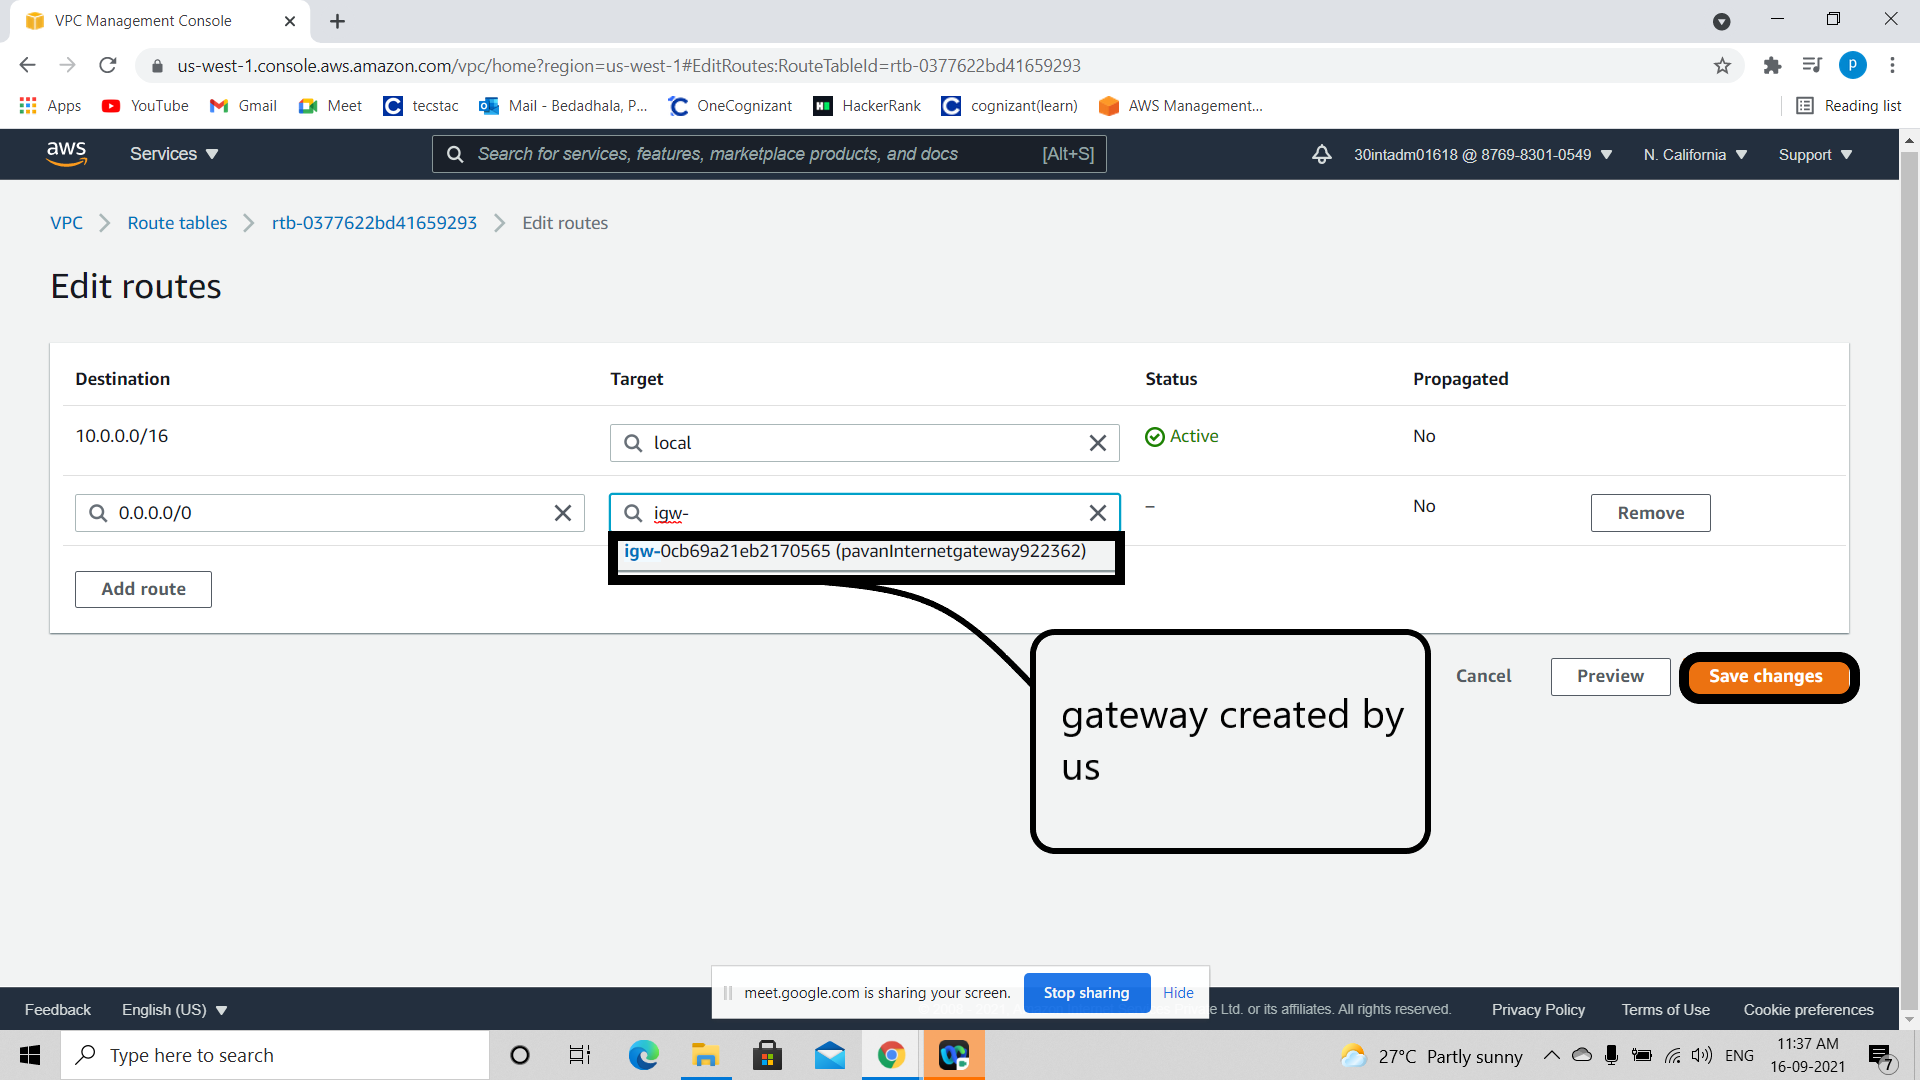 VPC Management Console
us-west-1.console.aws.amazon.com/vpc/home?region=us-west-1#EditRoutes:RouteTableId=rtb-0377622bd41659293
P
Apps YouTube Gmail Meet tecstac Mail - Bedadhala, P... OneCognizant HackerRank cognizant(learn) AWS Management... Reading list
aws Services Search for services, features, marketplace products, and docs [Alt+S] 30intadm01618 @ 8769-8301-0549 N. California Support
VPC Route tables rtb-0377622bd41659293 Edit routes
Edit routes
Destination Target Status Propagated
10.0.0.0/16 local Active No
0.0.0.0/0 igw- – No Remove
igw-0cb69a21eb2170565 (pavanInternetgateway922362)
Add route
Cancel Preview Save changes
gateway created by
us
meet.google.com is sharing your screen. Stop sharing Hide
Feedback English (US) e Ltd. or its affiliates. All rights reserved. Privacy Policy Terms of Use Cookie preferences
Type here to search 27°C Partly sunny ENG 11:37 AM
16-09-2021
7